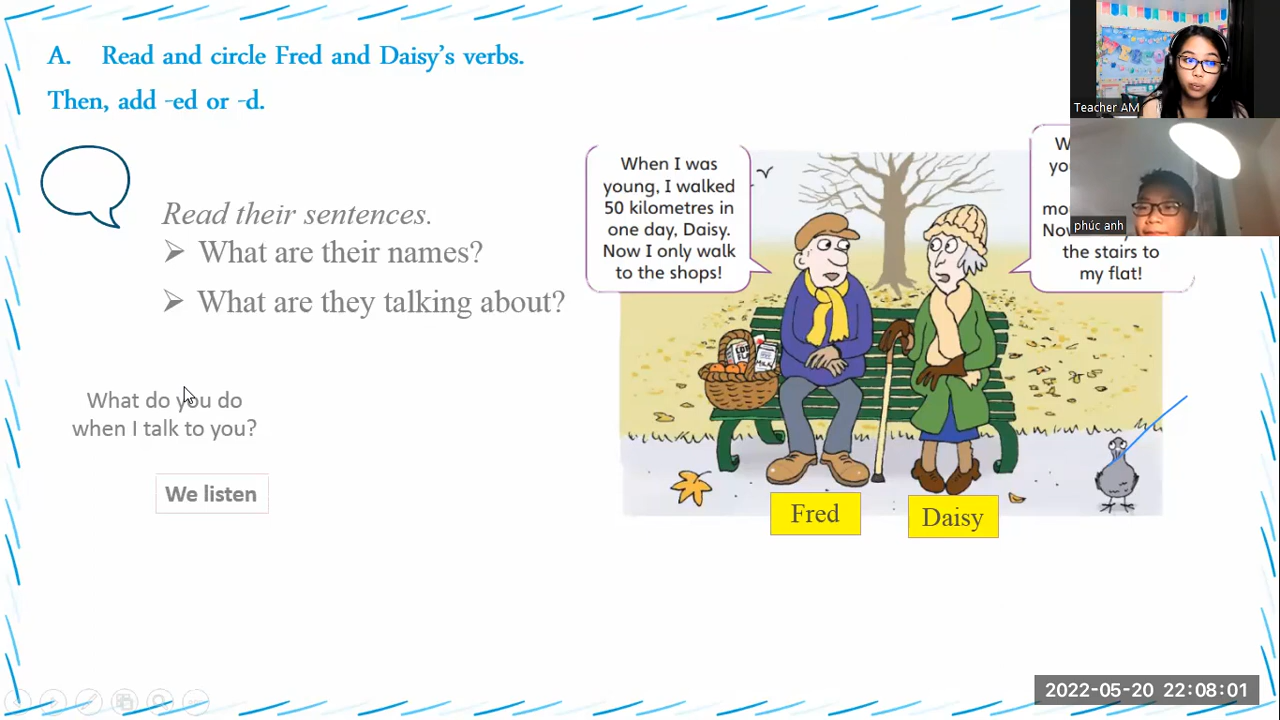 A. Read and circle Fred and Daisy's verbs.
Then, add -ed or -d.
Read their sentences.
➢ What are their names?
➢ What are they talking about?
What do you do
when I talk to you?
We listen
When I was
young, I walked
50 kilometres in
one day, Daisy.
Now I only walk
to the shops!
the stairs to
my flat!
MILK
Fred
Daisy
Teacher AM
phúc anh
2022-05-20 22:08:01